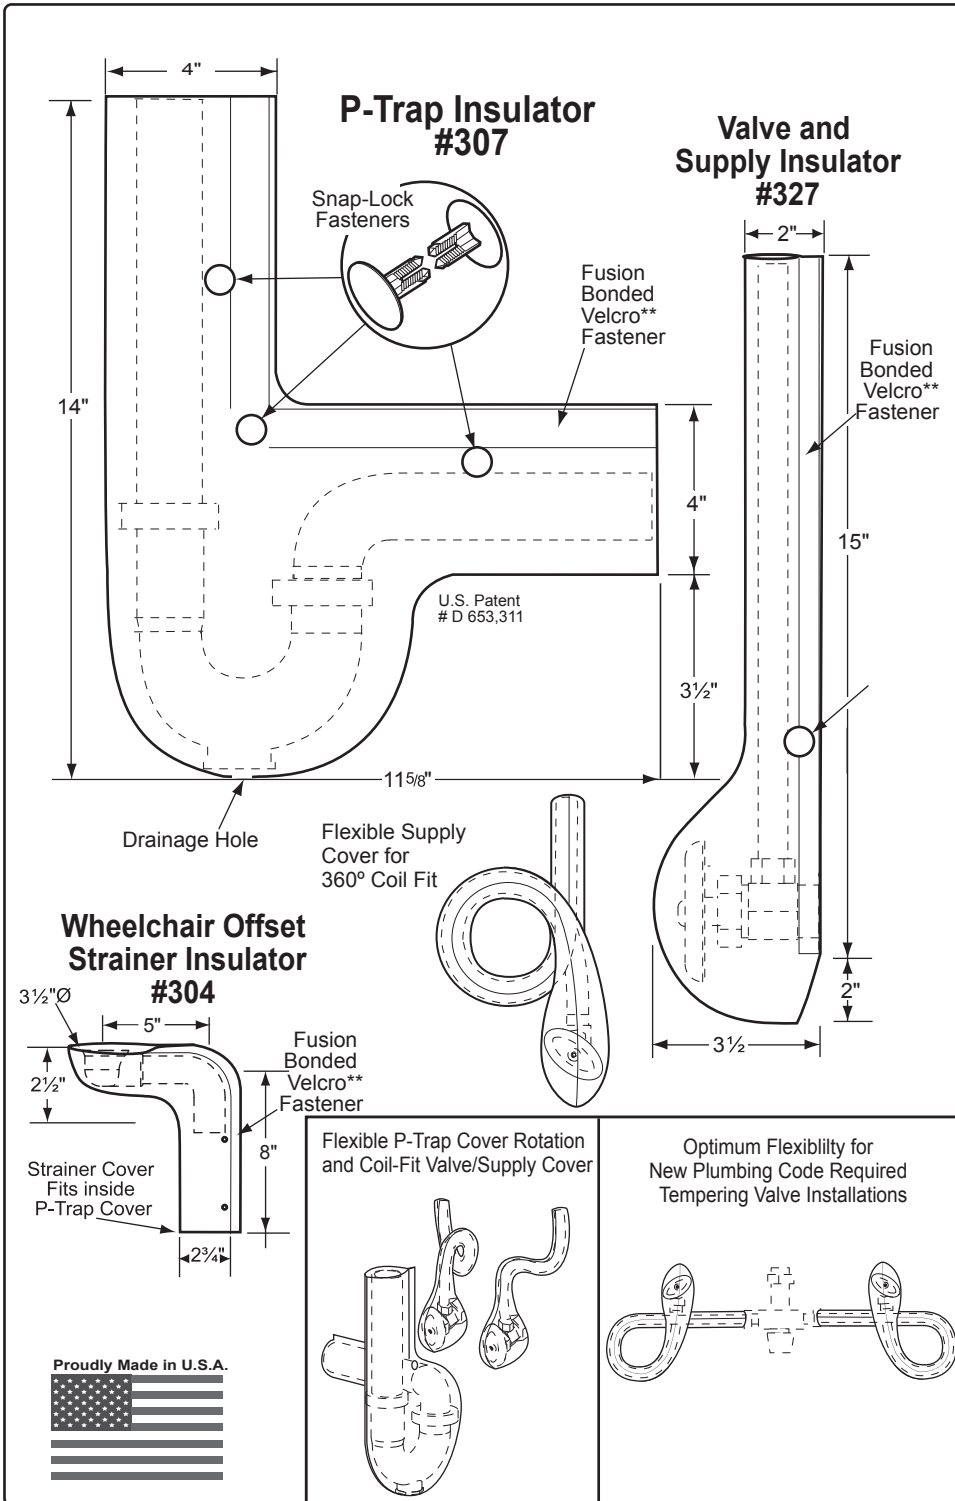 4"
P-Trap Insulator
#307
Valve and
Supply Insulator
#327
Snap-Lock
Fasteners
2"
Fusion
Bonded
Velcro**
Fastener
Fusion
Bonded
Velcro**
Fastener
14"
4"
15"
U.S. Patent
# D 653,311
3½"
11 5/8"
Drainage Hole
Flexible Supply
Cover for
360º Coil Fit
Wheelchair Offset
Strainer Insulator
#304
3½"Ø
5"
2"
3½
Fusion
Bonded
Velcro**
Fastener
2½"
8"
Strainer Cover
Fits inside
P-Trap Cover
2¾"
Flexible P-Trap Cover Rotation
and Coil-Fit Valve/Supply Cover
Optimum Flexiblilty for
New Plumbing Code Required
Tempering Valve Installations
Proudly Made in U.S.A.